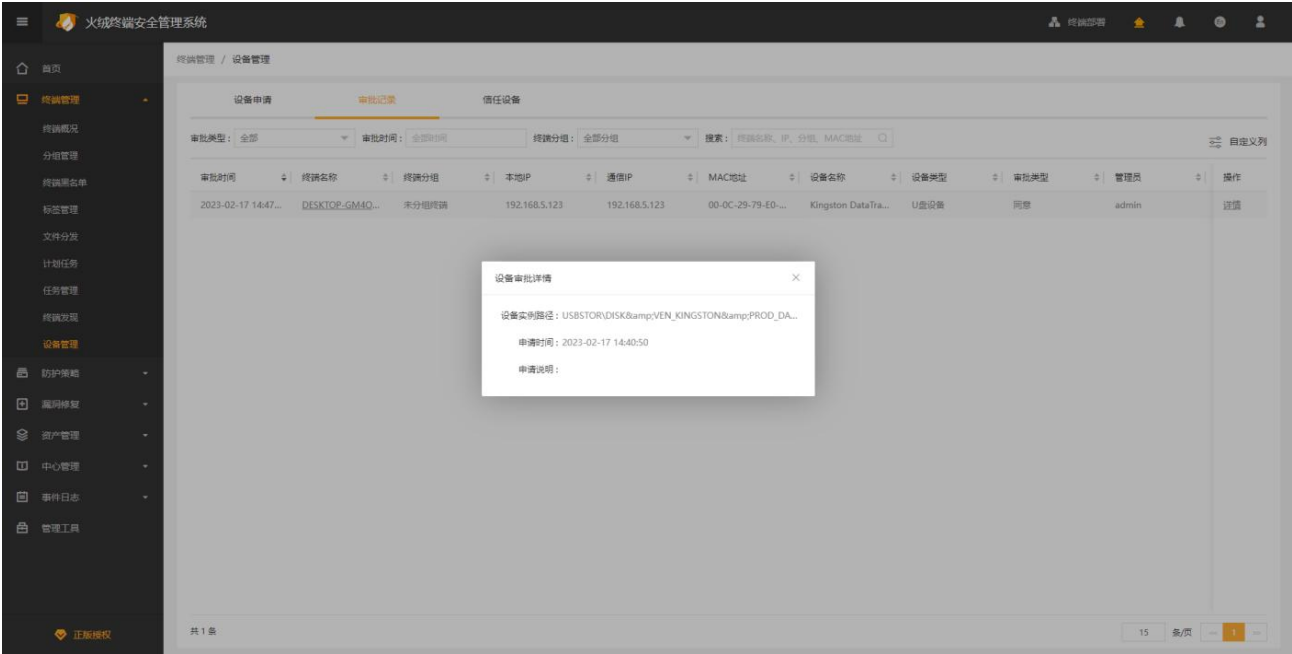 火绒终端安全管理系统
终端部署
首页
终端管理
终端概况
分组管理
终端黑名单
标签管理
文件分发
计划任务
任务管理
终端发现
设备管理
防护策略
漏洞修复
资产管理
中心管理
事件日志
管理工具
正版授权
终端管理 / 设备管理
设备申请 审批记录 信任设备
审批类型： 全部 审批时间： 全部时间 终端分组： 全部分组 搜索： 终端名称、IP、分组、MAC地址 自定义列
审批时间 终端名称 终端分组 本地IP 通信IP MAC地址 设备名称 设备类型 审批类型 管理员 操作
2023-02-17 14:47... DESKTOP-GM4O... 未分组终端 192.168.5.123 192.168.5.123 00-0C-29-79-E0-... Kingston DataTra... U盘设备 同意 admin 详情
设备审批详情
设备实例路径：USBSTOR\DISK&amp;VEN_KINGSTON&amp;PROD_DA...
申请时间：2023-02-17 14:40:50
申请说明：
共 1 条 15 条/页 1